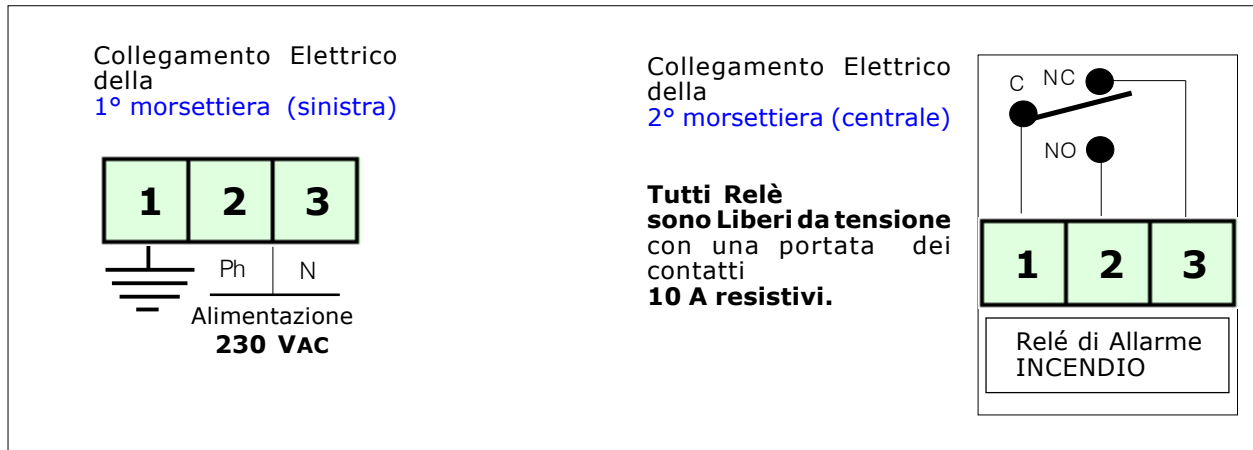 Collegamento Elettrico
della
1° morsettiera (sinistra)
1 2 3
Ph N
Alimentazione
230 VAC
Collegamento Elettrico
della
2° morsettiera (centrale)
Tutti Relè
sono Liberi da tensione
con una portata dei
contatti
10 A resistivi.
C NC
NO
1 2 3
Relé di Allarme
INCENDIO